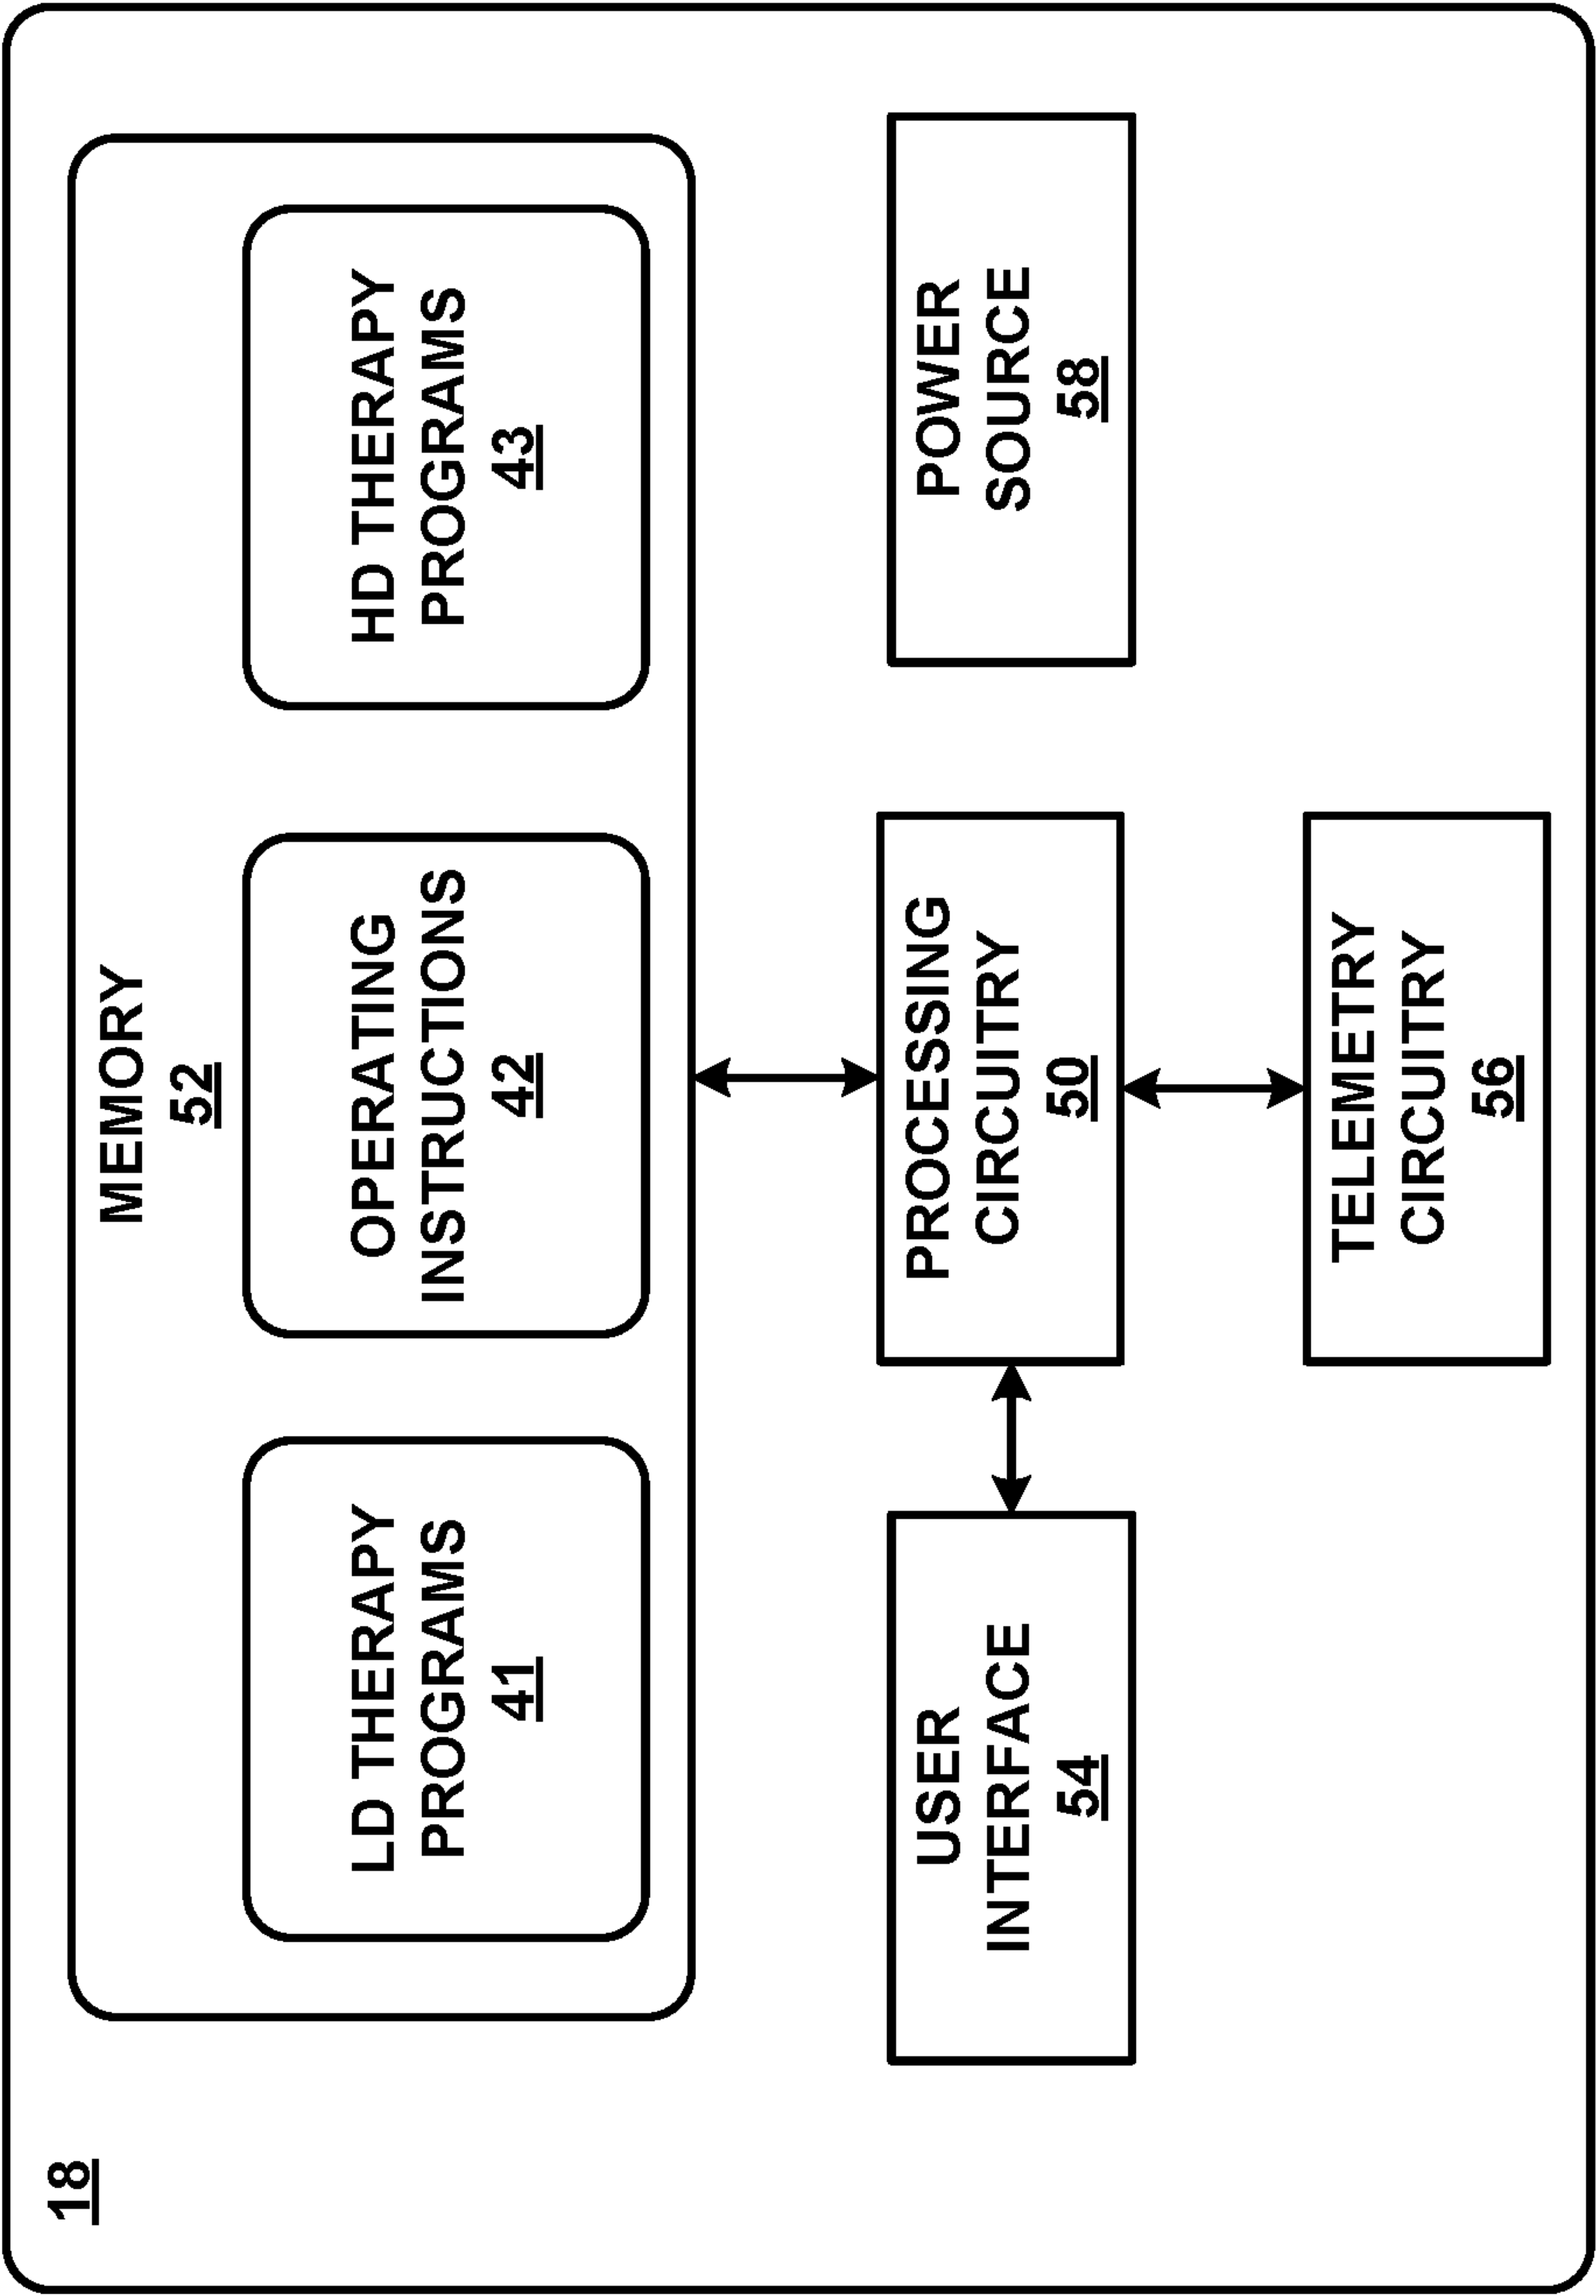 18
MEMORY
52
LD THERAPY
PROGRAMS
41
OPERATING
INSTRUCTIONS
42
HD THERAPY
PROGRAMS
43
USER
INTERFACE
54
PROCESSING
CIRCUITRY
50
POWER
SOURCE
58
TELEMETRY
CIRCUITRY
56